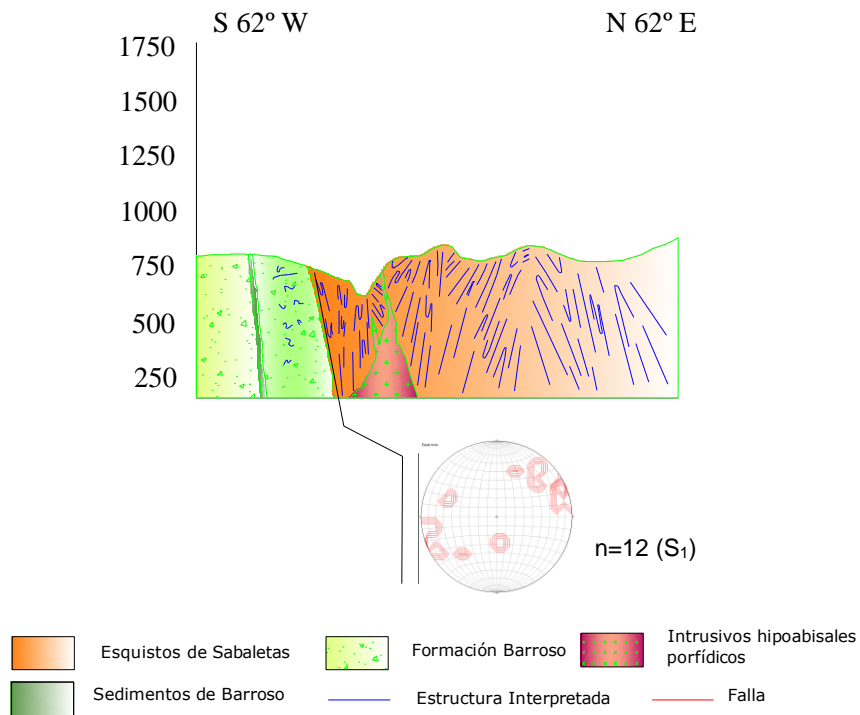 S 62º W
N 62º E
1750
1500
1250
1000
750
500
250
n=12 (S₁)
Esquistos de Sabaletas
Formación Barroso
Intrusivos hipoabisales
porfídicos
Sedimentos de Barroso
Estructura Interpretada
Falla